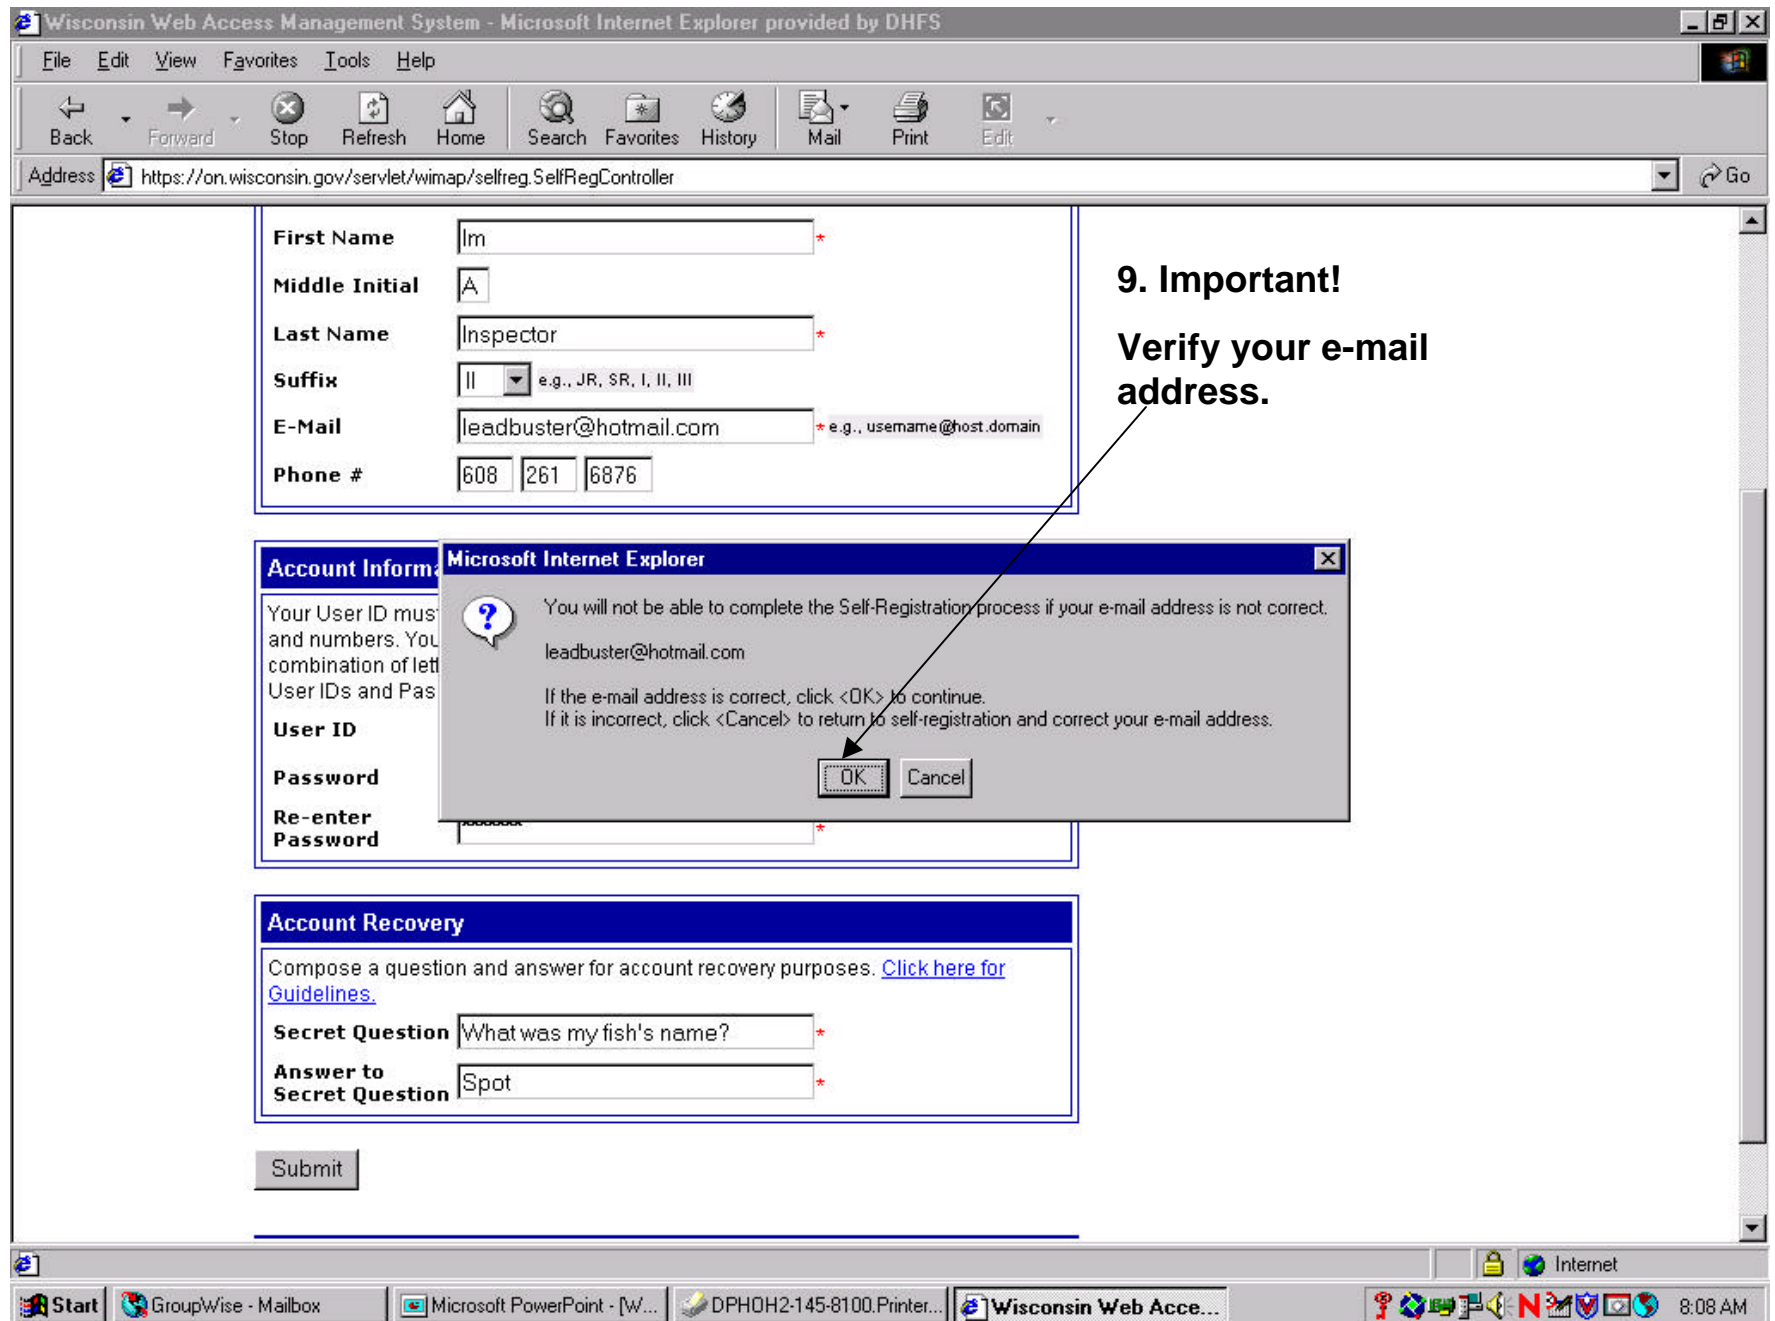 Wisconsin Web Access Management System - Microsoft Internet Explorer provided by DHFS
File Edit View Favorites Tools Help
Back Forward Stop Refresh Home Search Favorites History Mail Print Edit
Address https://on.wisconsin.gov/servlet/wimap/selfreg.SelfRegController Go
First Name Im *
Middle Initial A
Last Name Inspector *
Suffix II e.g., JR, SR, I, II, III
E-Mail leadbuster@hotmail.com * e.g., username@host.domain
Phone # 608 261 6876
9. Important!
Verify your e-mail
address.
Account Informa
Your User ID mus
and numbers. You
combination of lett
User IDs and Pas
User ID
Password
Re-enter
Password xxxxxxx *
Microsoft Internet Explorer
You will not be able to complete the Self-Registration process if your e-mail address is not correct.
leadbuster@hotmail.com
If the e-mail address is correct, click <OK> to continue.
If it is incorrect, click <Cancel> to return to self-registration and correct your e-mail address.
OK Cancel
Account Recovery
Compose a question and answer for account recovery purposes. Click here for
Guidelines.
Secret Question What was my fish's name? *
Answer to
Secret Question Spot *
Submit
Internet
Start GroupWise - Mailbox Microsoft PowerPoint - [W... DPHOH2-145-8100.Printer... Wisconsin Web Acce... 8:08 AM